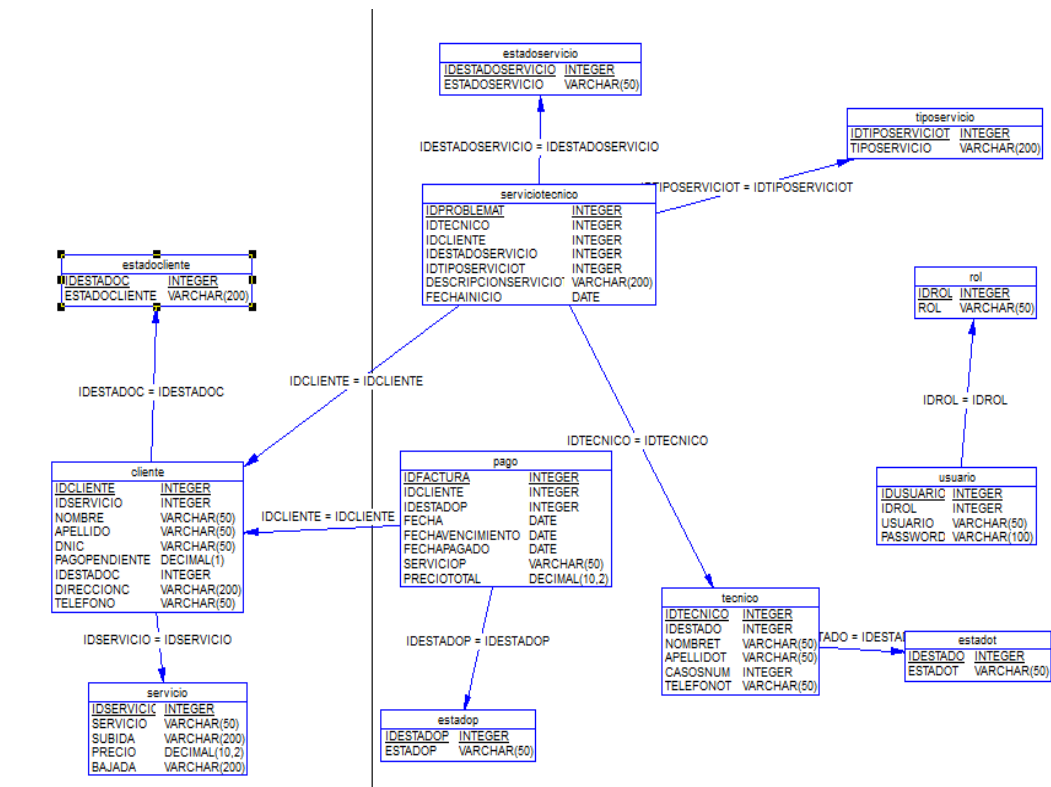 estadoservicio
IDESTADOSERVICIO INTEGER
ESTADOSERVICIO VARCHAR(50)
tiposervicio
IDTIPOSERVICIOT INTEGER
TIPOSERVICIO VARCHAR(200)
IDESTADOSERVICIO = IDESTADOSERVICIO
IDTIPOSERVICIOT = IDTIPOSERVICIOT
serviciotecnico
IDPROBLEMAT INTEGER
IDTECNICO INTEGER
IDCLIENTE INTEGER
IDESTADOSERVICIO INTEGER
IDTIPOSERVICIOT INTEGER
DESCRIPCIONSERVICIOT VARCHAR(200)
FECHAINICIO DATE
estadocliente
IDESTADOC INTEGER
ESTADOCLIENTE VARCHAR(200)
rol
IDROL INTEGER
ROL VARCHAR(50)
IDESTADOC = IDESTADOC
IDCLIENTE = IDCLIENTE
IDROL = IDROL
IDTECNICO = IDTECNICO
cliente
IDCLIENTE INTEGER
IDSERVICIO INTEGER
NOMBRE VARCHAR(50)
APELLIDO VARCHAR(50)
DNIC VARCHAR(50)
PAGOPENDIENTE DECIMAL(1)
IDESTADOC INTEGER
DIRECCIONC VARCHAR(200)
TELEFONO VARCHAR(50)
IDCLIENTE = IDCLIENTE
pago
IDFACTURA INTEGER
IDCLIENTE INTEGER
IDESTADOP INTEGER
FECHA DATE
FECHAVENCIMIENTO DATE
FECHAPAGADO DATE
SERVICIOP VARCHAR(50)
PRECIOTOTAL DECIMAL(10,2)
usuario
IDUSUARIO INTEGER
IDROL INTEGER
USUARIO VARCHAR(50)
PASSWORD VARCHAR(100)
IDSERVICIO = IDSERVICIO
IDESTADOP = IDESTADOP
tecnico
IDTECNICO INTEGER
IDESTADO INTEGER
NOMBRET VARCHAR(50)
APELLIDOT VARCHAR(50)
CASOSNUM INTEGER
TELEFONOT VARCHAR(50)
TADO = IDESTA
estadot
IDESTADO INTEGER
ESTADOT VARCHAR(50)
servicio
IDSERVICIO INTEGER
SERVICIO VARCHAR(50)
SUBIDA VARCHAR(200)
PRECIO DECIMAL(10,2)
BAJADA VARCHAR(200)
estadop
IDESTADOP INTEGER
ESTADOP VARCHAR(50)